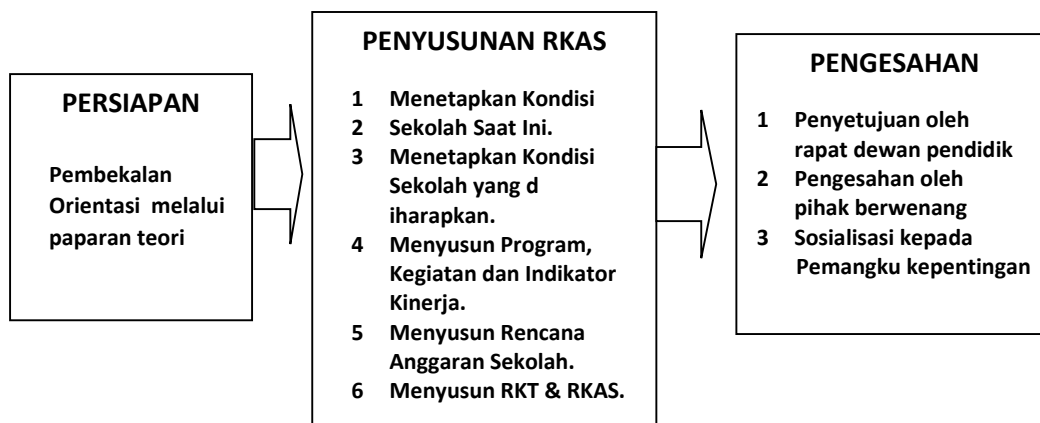 PERSIAPAN
Pembekalan
Orientasi melalui
paparan teori
PENYUSUNAN RKAS
1 Menetapkan Kondisi
2 Sekolah Saat Ini.
3 Menetapkan Kondisi
Sekolah yang d
iharapkan.
4 Menyusun Program,
Kegiatan dan Indikator
Kinerja.
5 Menyusun Rencana
Anggaran Sekolah.
6 Menyusun RKT & RKAS.
PENGESAHAN
1 Penyetujuan oleh
rapat dewan pendidik
2 Pengesahan oleh
pihak berwenang
3 Sosialisasi kepada
Pemangku kepentingan